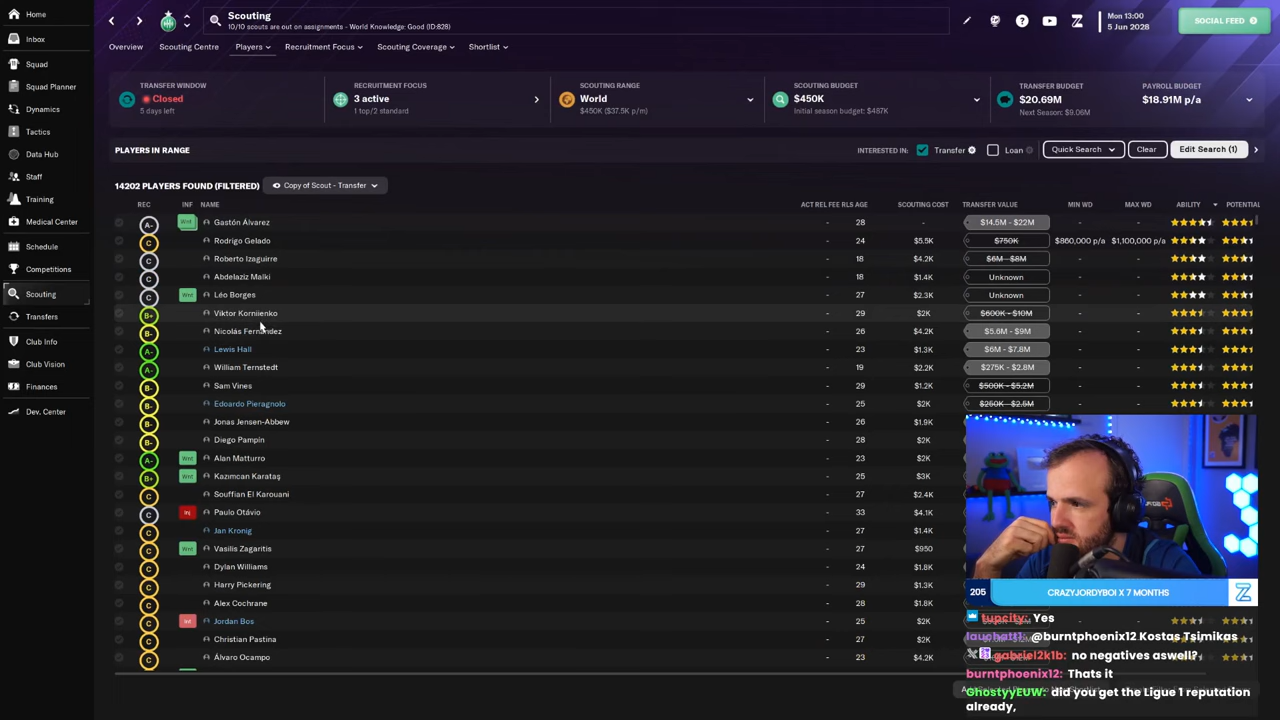 Home
Scouting
10/10 scouts are out on assignments - World Knowledge: Good (ID:828)
Mon 13:00
5 Jun 2028
SOCIAL FEED
Inbox
Squad
Squad Planner
Dynamics
Tactics
Data Hub
Staff
Training
Medical Center
Schedule
Competitions
Scouting
Transfers
Club Info
Club Vision
Finances
Dev. Center
Overview
Scouting Centre
Players
Recruitment Focus
Scouting Coverage
Shortlist
TRANSFER WINDOW
Closed
5 days left
RECRUITMENT FOCUS
3 active
1 top/2 standard
SCOUTING RANGE
World
$450K ($37.5K p/m)
SCOUTING BUDGET
$450K
Initial season budget: $487K
TRANSFER BUDGET
$20.69M
Next Season: $9.06M
PAYROLL BUDGET
$18.91M p/a
PLAYERS IN RANGE
INTERESTED IN: Transfer Loan
Quick Search
Clear
Edit Search (1)
14202 PLAYERS FOUND (FILTERED)
Copy of Scout - Transfer
REC INF NAME ACT REL FEE RLS AGE SCOUTING COST TRANSFER VALUE MIN WD MAX WD ABILITY POTENTIAL
A- Wnt Gastón Álvarez - 28 - $14.5M - $22M - -
C Rodrigo Gelado - 24 $5.5K $750K $860,000 p/a $1,100,000 p/a
C Roberto Izaguirre - 18 $4.2K $6M - $8M - -
C Abdelaziz Malki - 18 $1.4K Unknown - -
C Wnt Léo Borges - 27 $2.3K Unknown - -
B+ Viktor Korniienko - 29 $2K $600K - $10M - -
B- Nicolás Fernández - 26 $4.2K $5.6M - $9M - -
A- Lewis Hall - 23 $1.3K $6M - $7.8M - -
A- William Ternstedt - 19 $2.2K $275K - $2.8M - -
B- Sam Vines - 29 $1.2K $500K - $5.2M - -
B- Edoardo Pieragnolo - 25 $2K $250K - $2.5M - -
B- Jonas Jensen-Abbew - 26 $1.9K
B- Diego Pampín - 28 $2K
A- Wnt Alan Matturro - 23 $2K
B+ Wnt Kazımcan Karataş - 25 $3K
C Souffian El Karouani - 27 $2.4K
C Inj Paulo Otávio - 33 $4.1K
C Jan Kronig - 27 $1.4K
C Wnt Vasilis Zagaritis - 27 $950
C Dylan Williams - 24 $1.8K
C Harry Pickering - 29 $1.3K
C Alex Cochrane - 28 $1.8K
C Int Jordan Bos - 25 $2K
C Christian Pastina - 27 $2K
C Álvaro Ocampo - 23 $4.2K
205 CRAZYJORDYBOI X 7 MONTHS
tupcity: Yes
lauchatt1: @burntphoenix12 Kostas Tsimikas
gabriel2k1b: no negatives aswell?
burntphoenix12: Thats it
GhostyyEUW: did you get the Ligue 1 reputation
already,